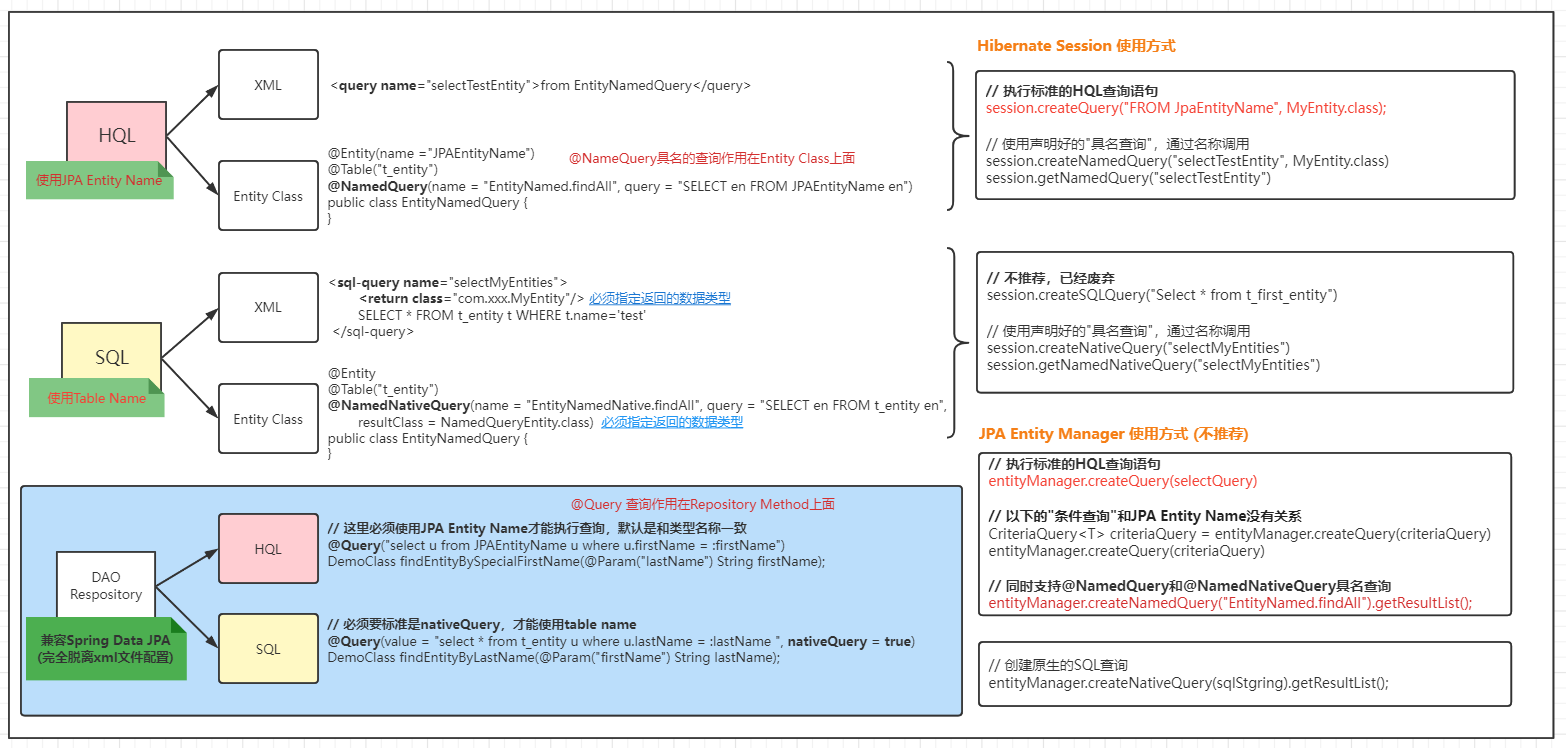 HQL
使用JPA Entity Name
XML
<query name="selectTestEntity">from EntityNamedQuery</query>
Entity Class
@Entity(name ="JPAEntityName")
@Table("t_entity")
@NamedQuery(name = "EntityNamed.findAll", query = "SELECT en FROM JPAEntityName en")
public class EntityNamedQuery {
}
@NameQuery具名的查询作用在Entity Class上面
Hibernate Session 使用方式
// 执行标准的HQL查询语句
session.createQuery("FROM JpaEntityName", MyEntity.class);
// 使用声明好的"具名查询"，通过名称调用
session.createNamedQuery("selectTestEntity", MyEntity.class)
session.getNamedQuery("selectTestEntity")
SQL
使用Table Name
XML
<sql-query name="selectMyEntities">
<return class="com.xxx.MyEntity"/> 必须指定返回的数据类型
SELECT * FROM t_entity t WHERE t.name='test'
</sql-query>
Entity Class
@Entity
@Table("t_entity")
@NamedNativeQuery(name = "EntityNamedNative.findAll", query = "SELECT en FROM t_entity en",
resultClass = NamedQueryEntity.class) 必须指定返回的数据类型
public class EntityNamedQuery {
}
// 不推荐，已经废弃
session.createSQLQuery("Select * from t_first_entity")
// 使用声明好的"具名查询"，通过名称调用
session.createNativeQuery("selectMyEntities")
session.getNamedNativeQuery("selectMyEntities")
DAO
Respository
兼容Spring Data JPA
(完全脱离xml文件配置)
@Query 查询作用在Repository Method上面
HQL
// 这里必须使用JPA Entity Name才能执行查询，默认是和类型名称一致
@Query("select u from JPAEntityName u where u.firstName = :firstName")
DemoClass findEntityBySpecialFirstName(@Param("lastName") String firstName);
SQL
// 必须要标准是nativeQuery，才能使用table name
@Query(value = "select * from t_entity u where u.lastName = :lastName ", nativeQuery = true)
DemoClass findEntityByLastName(@Param("firstName") String lastName);
JPA Entity Manager 使用方式 (不推荐)
// 执行标准的HQL查询语句
entityManager.createQuery(selectQuery)
// 以下的"条件查询"和JPA Entity Name没有关系
CriteriaQuery<T> criteriaQuery = entityManager.createQuery(criteriaQuery)
entityManager.createQuery(criteriaQuery)
// 同时支持@NamedQuery和@NamedNativeQuery具名查询
entityManager.createNamedQuery("EntityNamed.findAll").getResultList();
// 创建原生的SQL查询
entityManager.createNativeQuery(sqlStgring).getResultList();